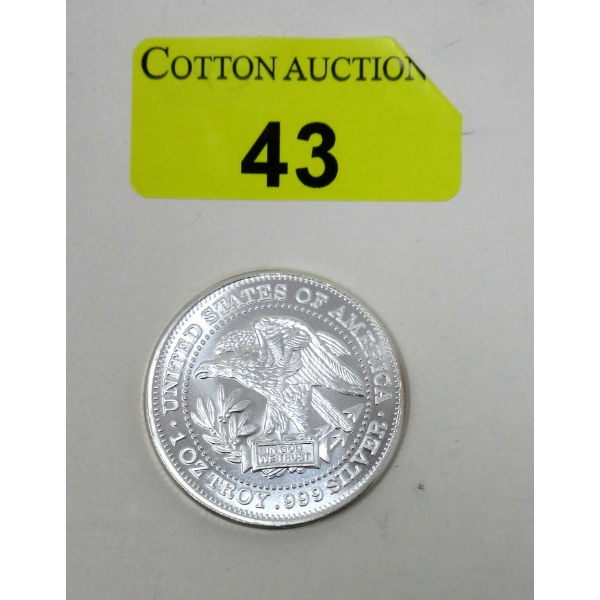 COTTON AUCTION
43
UNITED STATES OF AMERICA
IN GOD
WE TRUST
· 1 OZ TROY .999 SILVER ·